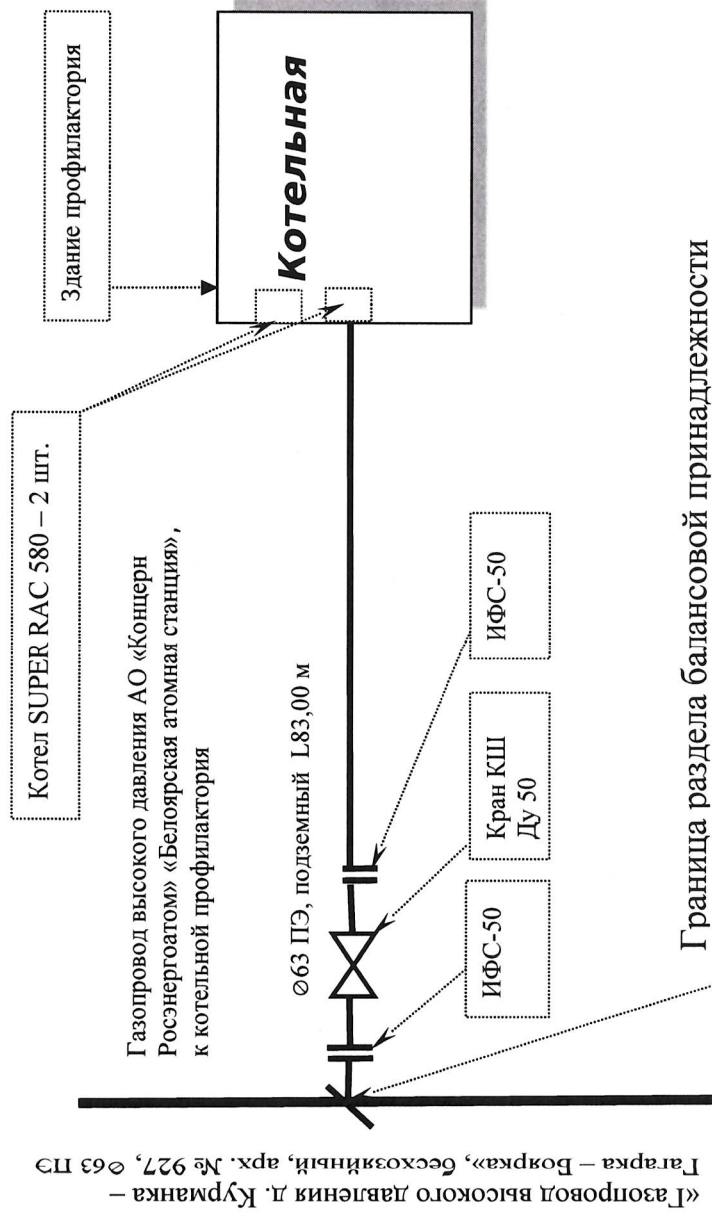 Здание профилактория
Котел SUPER RAC 580 – 2 шт.
Котельная
Газопровод высокого давления АО «Концерн
Росэнергоатом» «Белоярская атомная станция»,
к котельной профилактория
∅63 ПЭ, подземный L83,00 м
ИФС-50
Кран КШ
Ду 50
ИФС-50
Граница раздела балансовой принадлежности
«Газопровод высокого давления д. Курманка –
Гагарка – Боярка», бесхозяйный, арх. № 927, ∅63 ПЭ